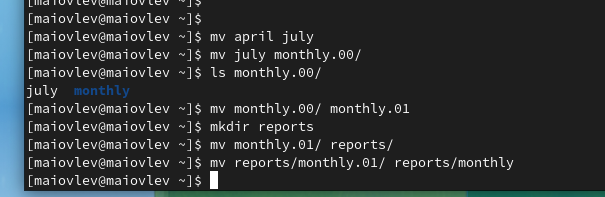 [maiovlev@maiovlev ~]$
[maiovlev@maiovlev ~]$
[maiovlev@maiovlev ~]$ mv april july
[maiovlev@maiovlev ~]$ mv july monthly.00/
[maiovlev@maiovlev ~]$ ls monthly.00/
july monthly
[maiovlev@maiovlev ~]$ mv monthly.00/ monthly.01
[maiovlev@maiovlev ~]$ mkdir reports
[maiovlev@maiovlev ~]$ mv monthly.01/ reports/
[maiovlev@maiovlev ~]$ mv reports/monthly.01/ reports/monthly
[maiovlev@maiovlev ~]$